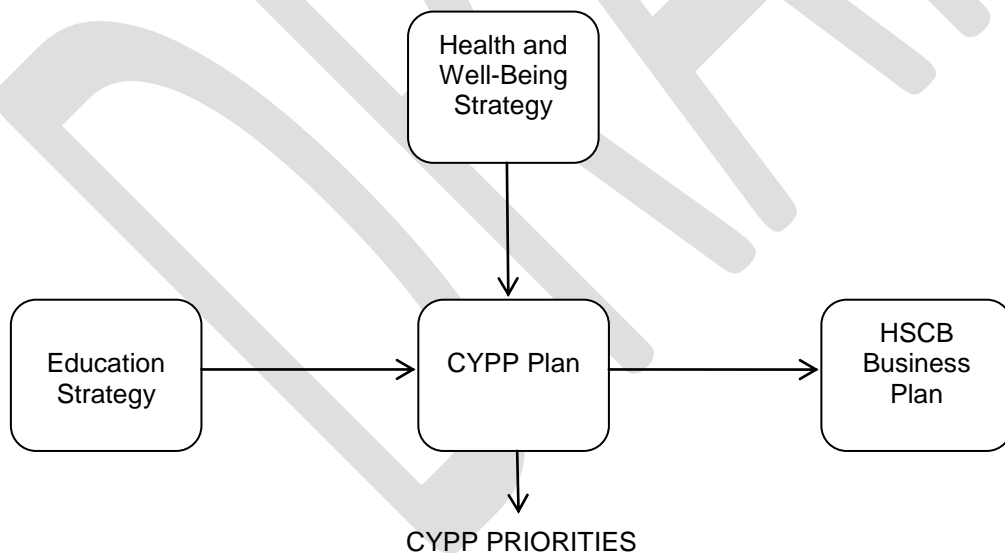 Health and
Well-Being
Strategy
Education
Strategy
CYPP Plan
HSCB
Business
Plan
CYPP PRIORITIES